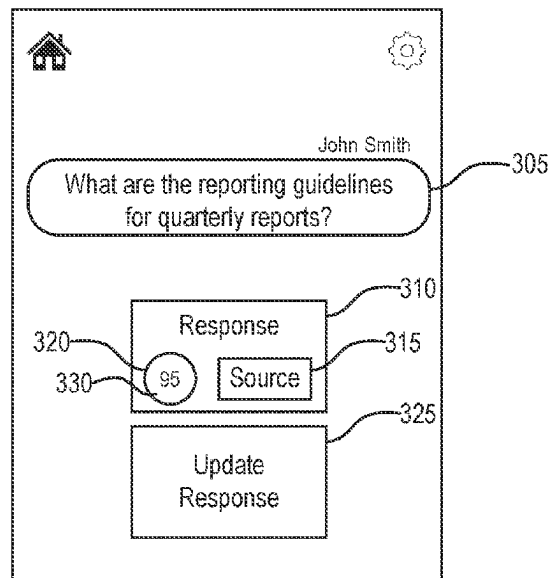 John Smith
305
What are the reporting guidelines
for quarterly reports?
310
Response
320
315
330
95
Source
325
Update
Response